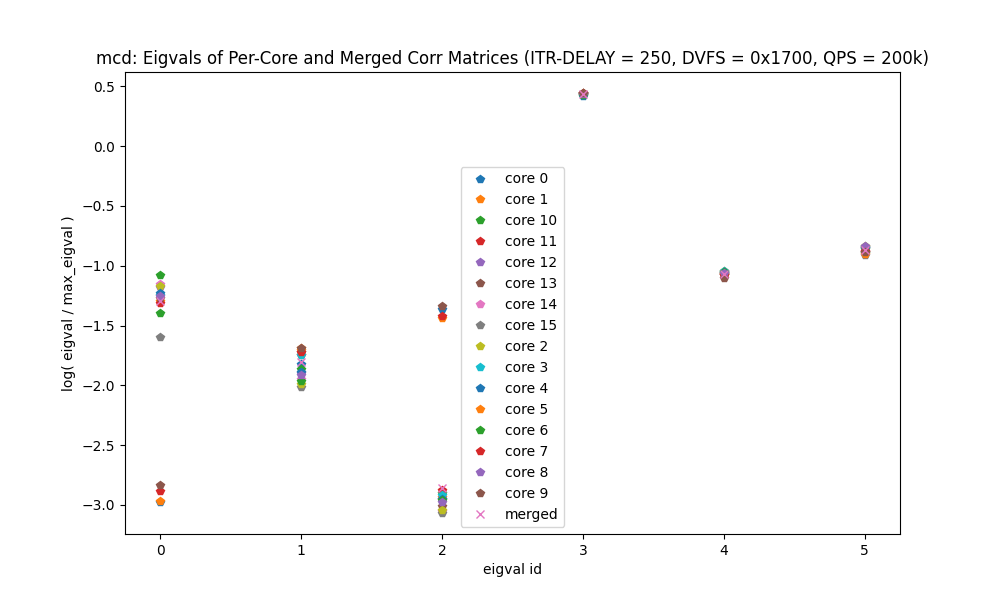 mcd: Eigvals of Per-Core and Merged Corr Matrices (ITR-DELAY = 250, DVFS = 0x1700, QPS = 200k)
log( eigval / max_eigval )
0.5
0.0
−0.5
−1.0
−1.5
−2.0
−2.5
−3.0
core 0
core 1
core 10
core 11
core 12
core 13
core 14
core 15
core 2
core 3
core 4
core 5
core 6
core 7
core 8
core 9
merged
0 1 2 3 4 5
eigval id